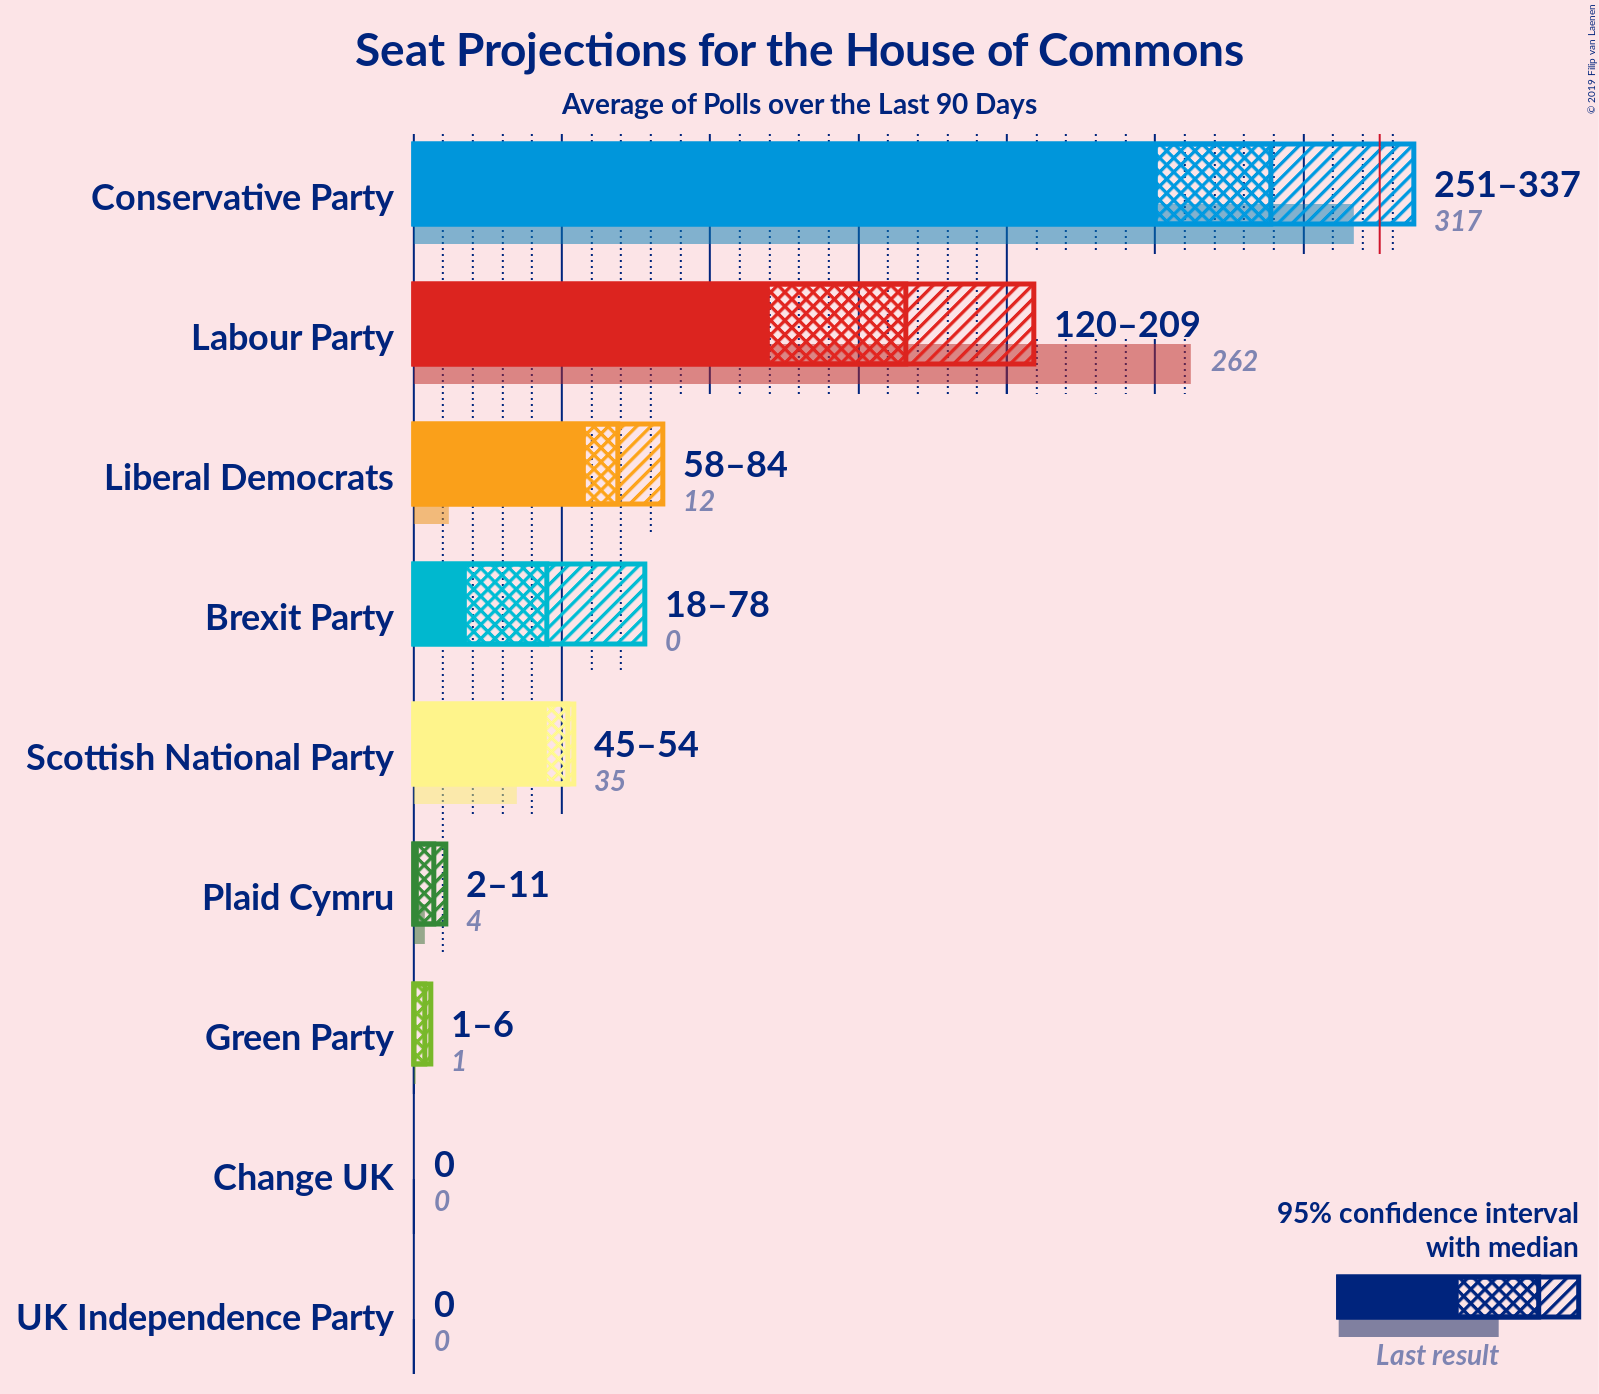 Seat Projections for the House of Commons
Average of Polls over the Last 90 Days
© 2019 Filip van Laenen
Conservative Party
251–337
317
Labour Party
120–209
262
Liberal Democrats
58–84
12
Brexit Party
18–78
0
Scottish National Party
45–54
35
Plaid Cymru
2–11
4
Green Party
1–6
1
Change UK
0
0
UK Independence Party
0
0
95% confidence interval
with median
Last result